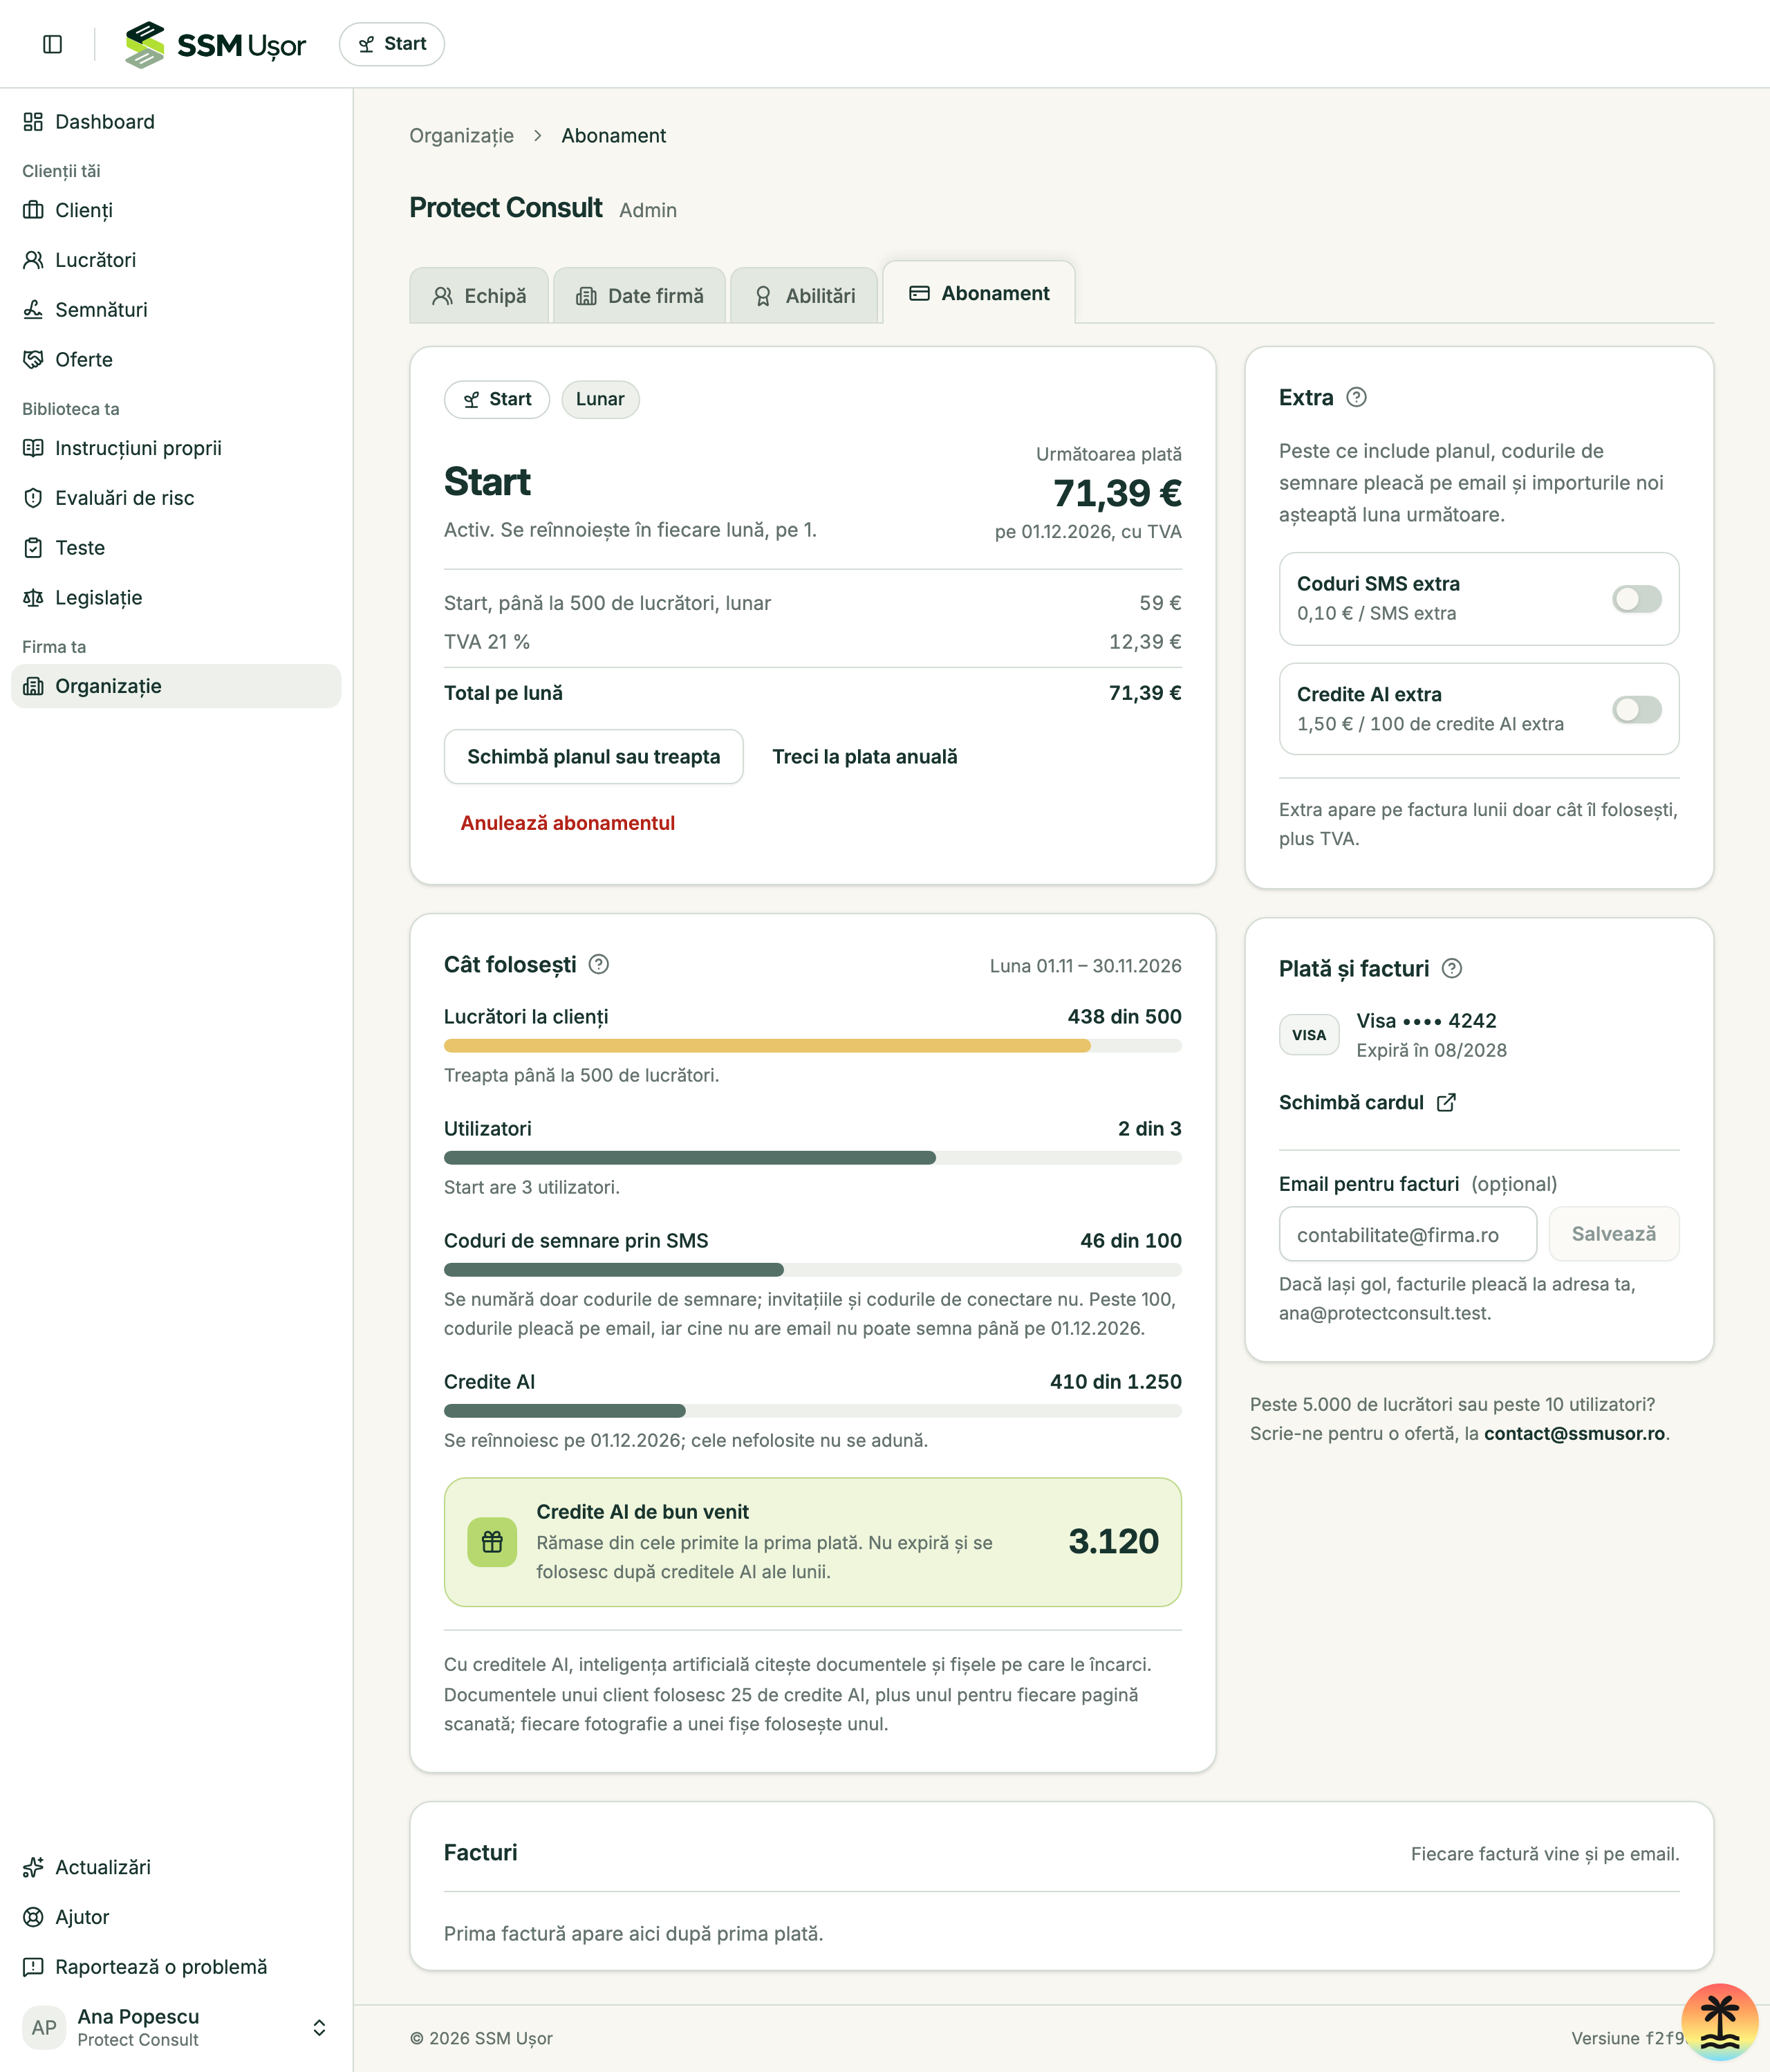 SSM Ușor
Start
Dashboard
Clienții tăi
Clienți
Lucrători
Semnături
Oferte
Biblioteca ta
Instrucțiuni proprii
Evaluări de risc
Teste
Legislație
Firma ta
Organizație
Actualizări
Ajutor
Raportează o problemă
AP
Ana Popescu
Protect Consult
Organizație
Abonament
Protect Consult Admin
Echipă
Date firmă
Abilitări
Abonament
Start
Lunar
Start
Activ. Se reînnoiește în fiecare lună, pe 1.
Următoarea plată
71,39 €
pe 01.12.2026, cu TVA
Start, până la 500 de lucrători, lunar 59 €
TVA 21 % 12,39 €
Total pe lună 71,39 €
Schimbă planul sau treapta
Treci la plata anuală
Anulează abonamentul
Extra
Peste ce include planul, codurile de
semnare pleacă pe email și importurile noi
așteaptă luna următoare.
Coduri SMS extra
0,10 € / SMS extra
Credite AI extra
1,50 € / 100 de credite AI extra
Extra apare pe factura lunii doar cât îl folosești,
plus TVA.
Cât folosești
Luna 01.11 – 30.11.2026
Lucrători la clienți 438 din 500
Treapta până la 500 de lucrători.
Utilizatori 2 din 3
Start are 3 utilizatori.
Coduri de semnare prin SMS 46 din 100
Se numără doar codurile de semnare; invitațiile și codurile de conectare nu. Peste 100,
codurile pleacă pe email, iar cine nu are email nu poate semna până pe 01.12.2026.
Credite AI 410 din 1.250
Se reînnoiesc pe 01.12.2026; cele nefolosite nu se adună.
Credite AI de bun venit
Rămase din cele primite la prima plată. Nu expiră și se
folosesc după creditele AI ale lunii.
3.120
Cu creditele AI, inteligența artificială citește documentele și fișele pe care le încarci.
Documentele unui client folosesc 25 de credite AI, plus unul pentru fiecare pagină
scanată; fiecare fotografie a unei fișe folosește unul.
Plată și facturi
VISA
Visa •••• 4242
Expiră în 08/2028
Schimbă cardul
Email pentru facturi (opțional)
contabilitate@firma.ro
Salvează
Dacă lași gol, facturile pleacă la adresa ta,
ana@protectconsult.test.
Peste 5.000 de lucrători sau peste 10 utilizatori?
Scrie-ne pentru o ofertă, la contact@ssmusor.ro.
Facturi
Fiecare factură vine și pe email.
Prima factură apare aici după prima plată.
© 2026 SSM Ușor
Versiune